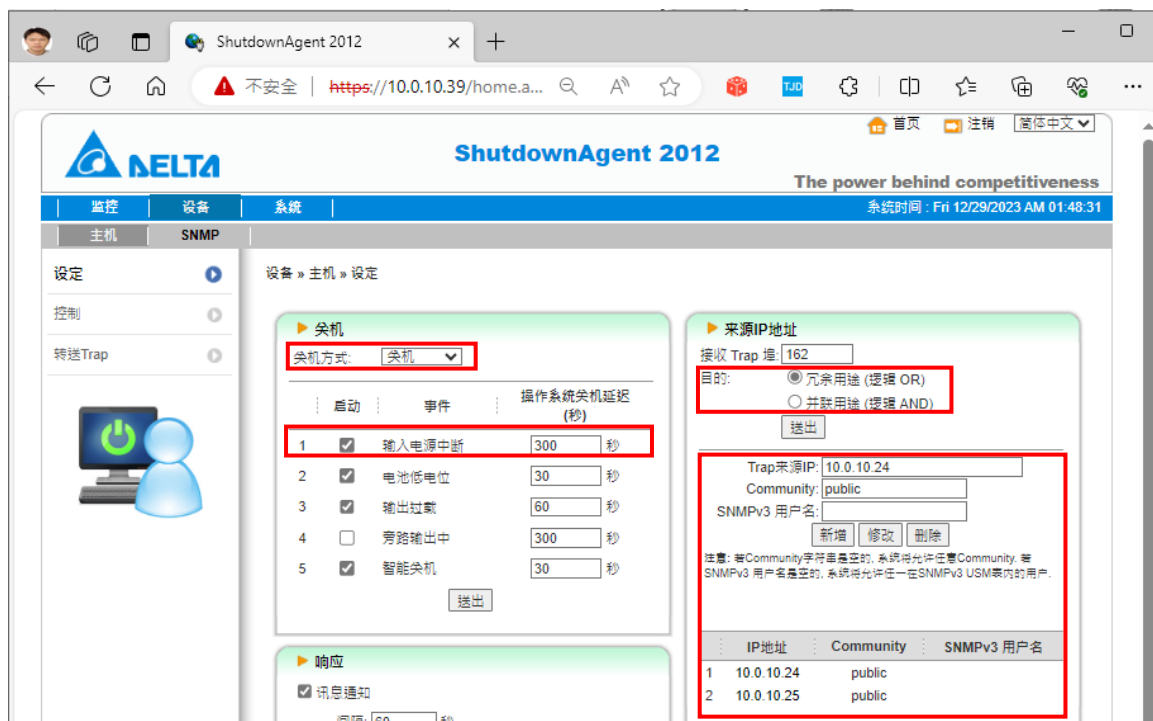 ShutdownAgent 2012
不安全 | https://10.0.10.39/home.a...
TJD
首页 注销 简体中文
DELTA
ShutdownAgent 2012
The power behind competitiveness
监控 设备 系统
系统时间 : Fri 12/29/2023 AM 01:48:31
主机 SNMP
设定
控制
转送Trap
设备 » 主机 » 设定
关机
关机方式: 关机
启动 事件 操作系统关机延迟
(秒)
1 输入电源中断 300 秒
2 电池低电位 30 秒
3 输出过载 60 秒
4 旁路输出中 300 秒
5 智能关机 30 秒
送出
响应
讯息通知
间隔: 60 秒
来源IP地址
接收 Trap 埠: 162
目的: 冗余用途 (逻辑 OR)
并联用途 (逻辑 AND)
送出
Trap来源IP: 10.0.10.24
Community: public
SNMPv3 用户名:
新增 修改 删除
注意: 若Community字符串是空的, 系统将允许任意Community. 若
SNMPv3 用户名是空的, 系统将允许任一在SNMPv3 USM表内的用户.
IP地址 Community SNMPv3 用户名
1 10.0.10.24 public
2 10.0.10.25 public